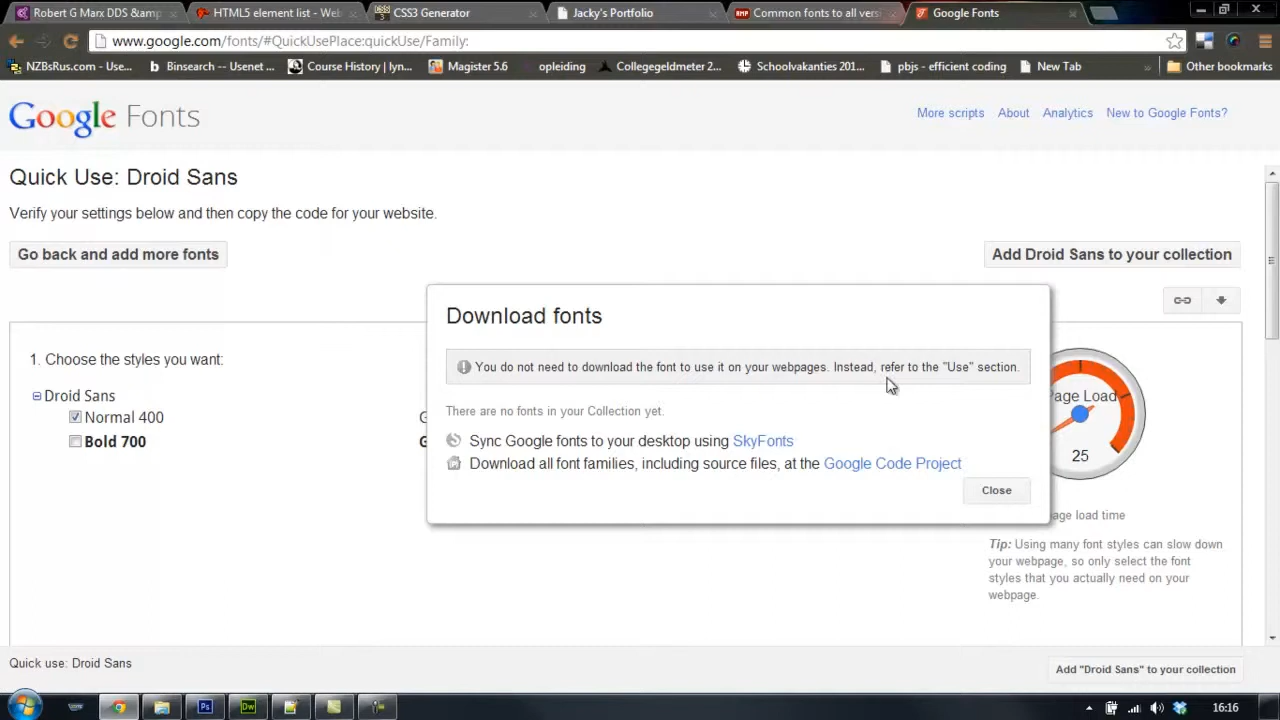 Robert G Marx DDS &amp
HTML5 element list - Web
CSS3 Generator
Jacky's Portfolio
Common fonts to all versi
Google Fonts
www.google.com/fonts/#QuickUsePlace:quickUse/Family:
NZBsRus.com - Use...
Binsearch -- Usenet ...
Course History | lyn...
Magister 5.6
opleiding
Collegegeldmeter 2...
Schoolvakanties 201...
pbjs - efficient coding
New Tab
»
Other bookmarks
Google Fonts
More scripts
About
Analytics
New to Google Fonts?
Quick Use: Droid Sans
Verify your settings below and then copy the code for your website.
Go back and add more fonts
Add Droid Sans to your collection
1. Choose the styles you want:
Droid Sans
Normal 400
G
Bold 700
G
Download fonts
You do not need to download the font to use it on your webpages. Instead, refer to the "Use" section.
There are no fonts in your Collection yet.
Sync Google fonts to your desktop using SkyFonts
Download all font families, including source files, at the Google Code Project
Close
Page Load
25
age load time
Tip: Using many font styles can slow down
your webpage, so only select the font
styles that you actually need on your
webpage.
Quick use: Droid Sans
Add "Droid Sans" to your collection
Ps
Dw
16:16